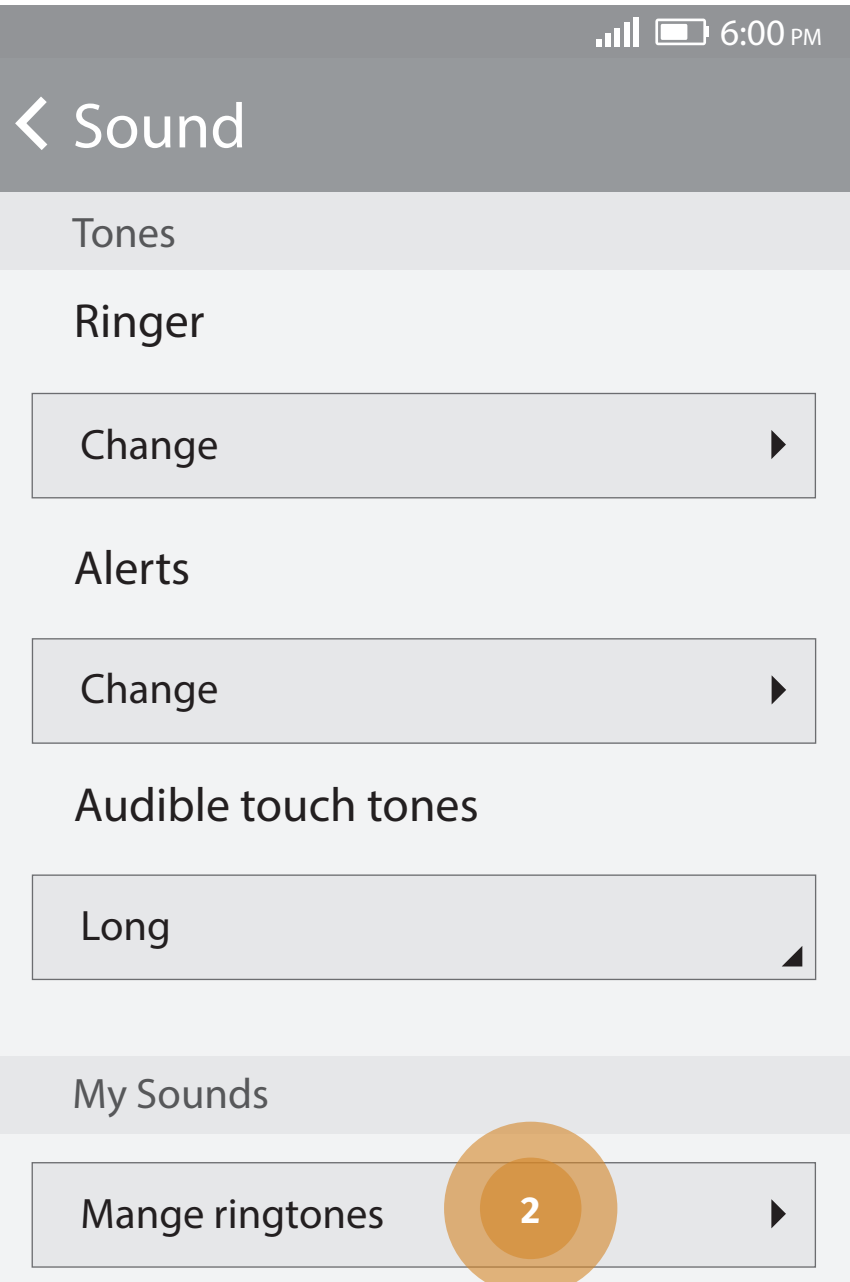 6:00 PM
Sound
Tones
Ringer
Change
Alerts
Change
Audible touch tones
Long
My Sounds
Mange ringtones
2